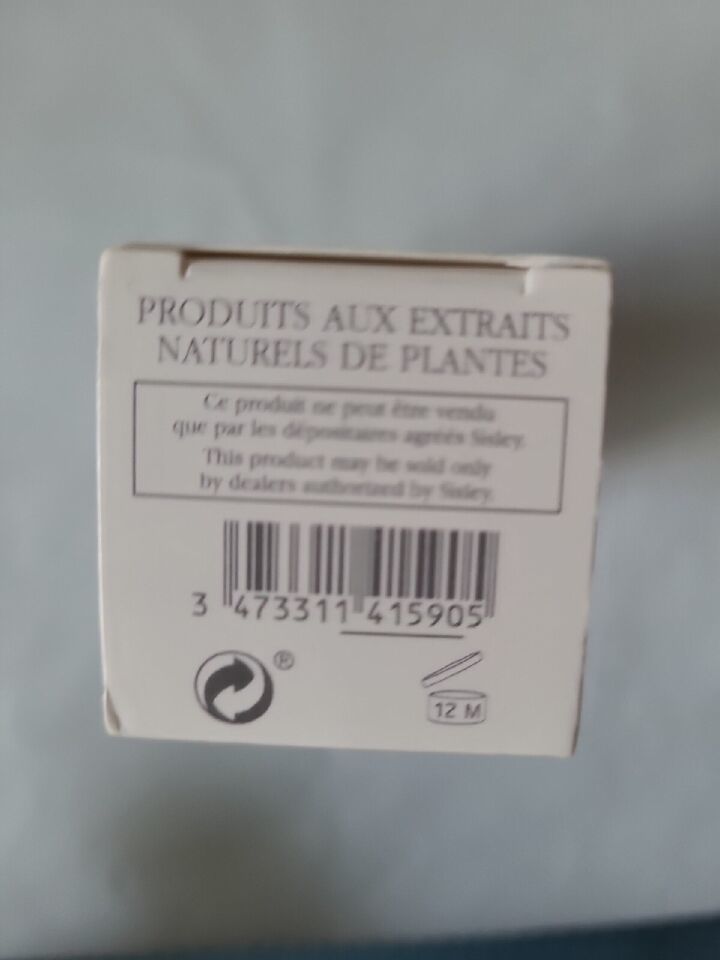 PRODUITS AUX EXTRAITS
NATURELS DE PLANTES
Ce produit ne peut être vendu
que par les dépositaires agréés Sisley.
This product may be sold only
by dealers authorized by Sisley.
3 473311 415905
®
12 M